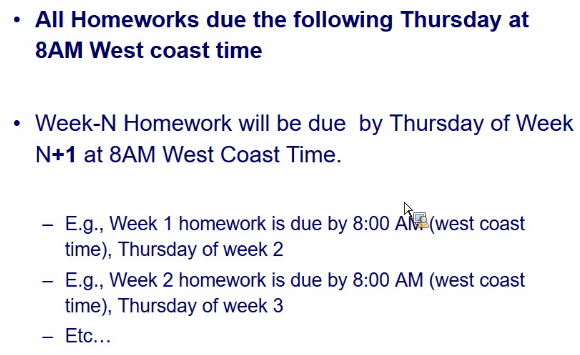 • All Homeworks due the following Thursday at
8AM West coast time
• Week-N Homework will be due by Thursday of Week
N+1 at 8AM West Coast Time.
– E.g., Week 1 homework is due by 8:00 AM (west coast
time), Thursday of week 2
– E.g., Week 2 homework is due by 8:00 AM (west coast
time), Thursday of week 3
– Etc…